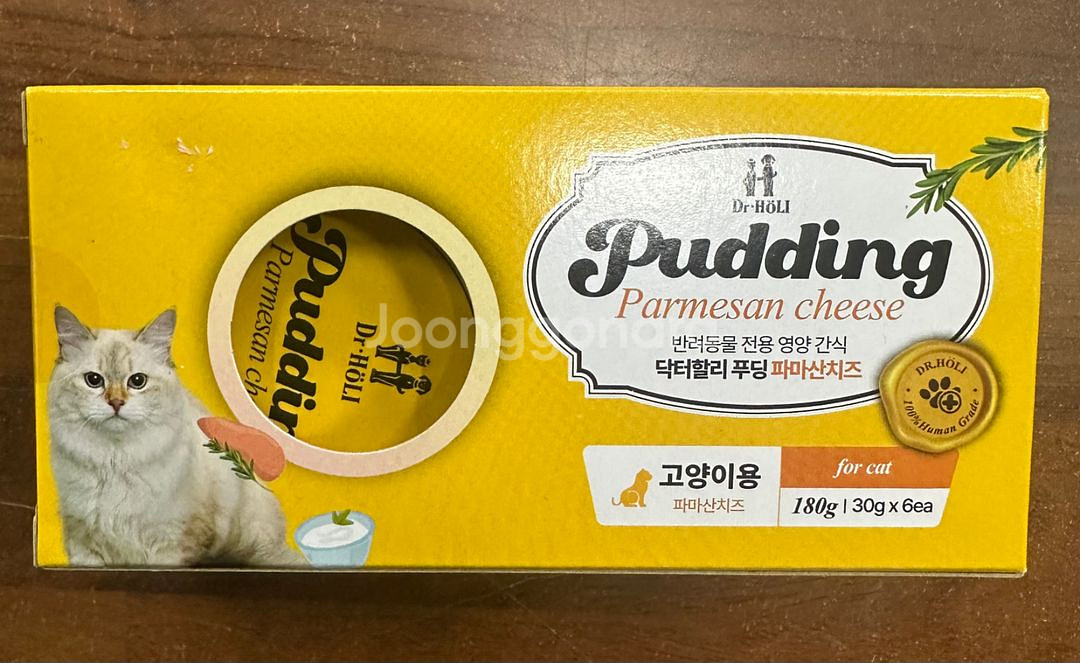 Dr·HÖLI
Pudding
Parmesan cheese
반려동물 전용 영양 간식
닥터할리 푸딩 파마산치즈
DR.HÖLI
100% Human Grade
고양이용
파마산치즈
for cat
180g | 30g x 6ea
Puddin
Parmesan ch
Dr·HÖLI